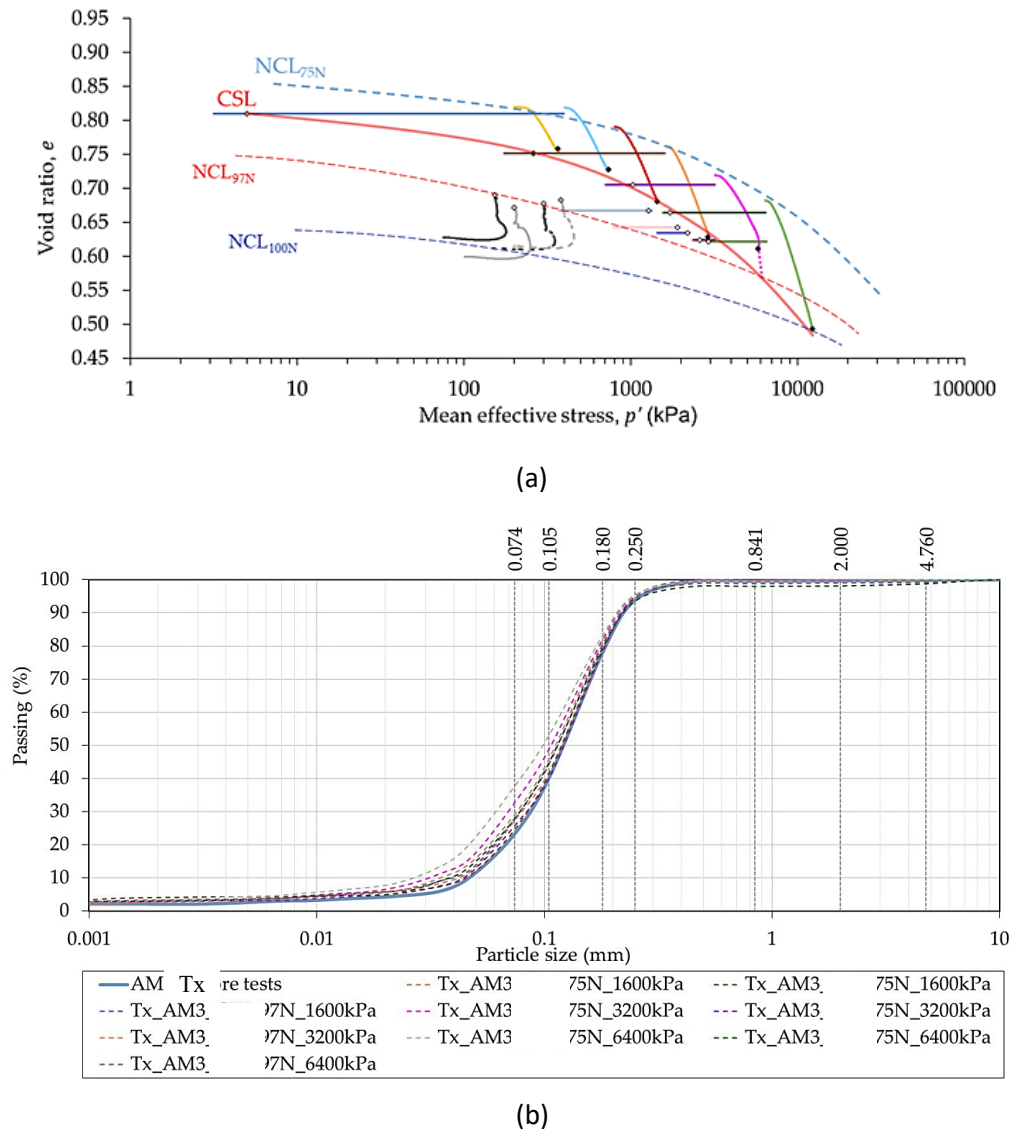 0.95
0.90
0.85
0.80
0.75
0.70
0.65
0.60
0.55
0.50
0.45
Void ratio, e
NCL75N
CSL
NCL97N
NCL100N
1 10 100 1000 10000 100000
Mean effective stress, p' (kPa)
(a)
0.074 0.105 0.180 0.250 0.841 2.000 4.760
100
90
80
70
60
50
40
30
20
10
0
Passing (%)
0.001 0.01 0.1 1 10
Particle size (mm)
AM Tx re tests Tx_AM3_ 75N_1600kPa Tx_AM3_ 75N_1600kPa
Tx_AM3_ 97N_1600kPa Tx_AM3_ 75N_3200kPa Tx_AM3_ 75N_3200kPa
Tx_AM3_ 97N_3200kPa Tx_AM3_ 75N_6400kPa Tx_AM3_ 75N_6400kPa
Tx_AM3_ 97N_6400kPa
(b)